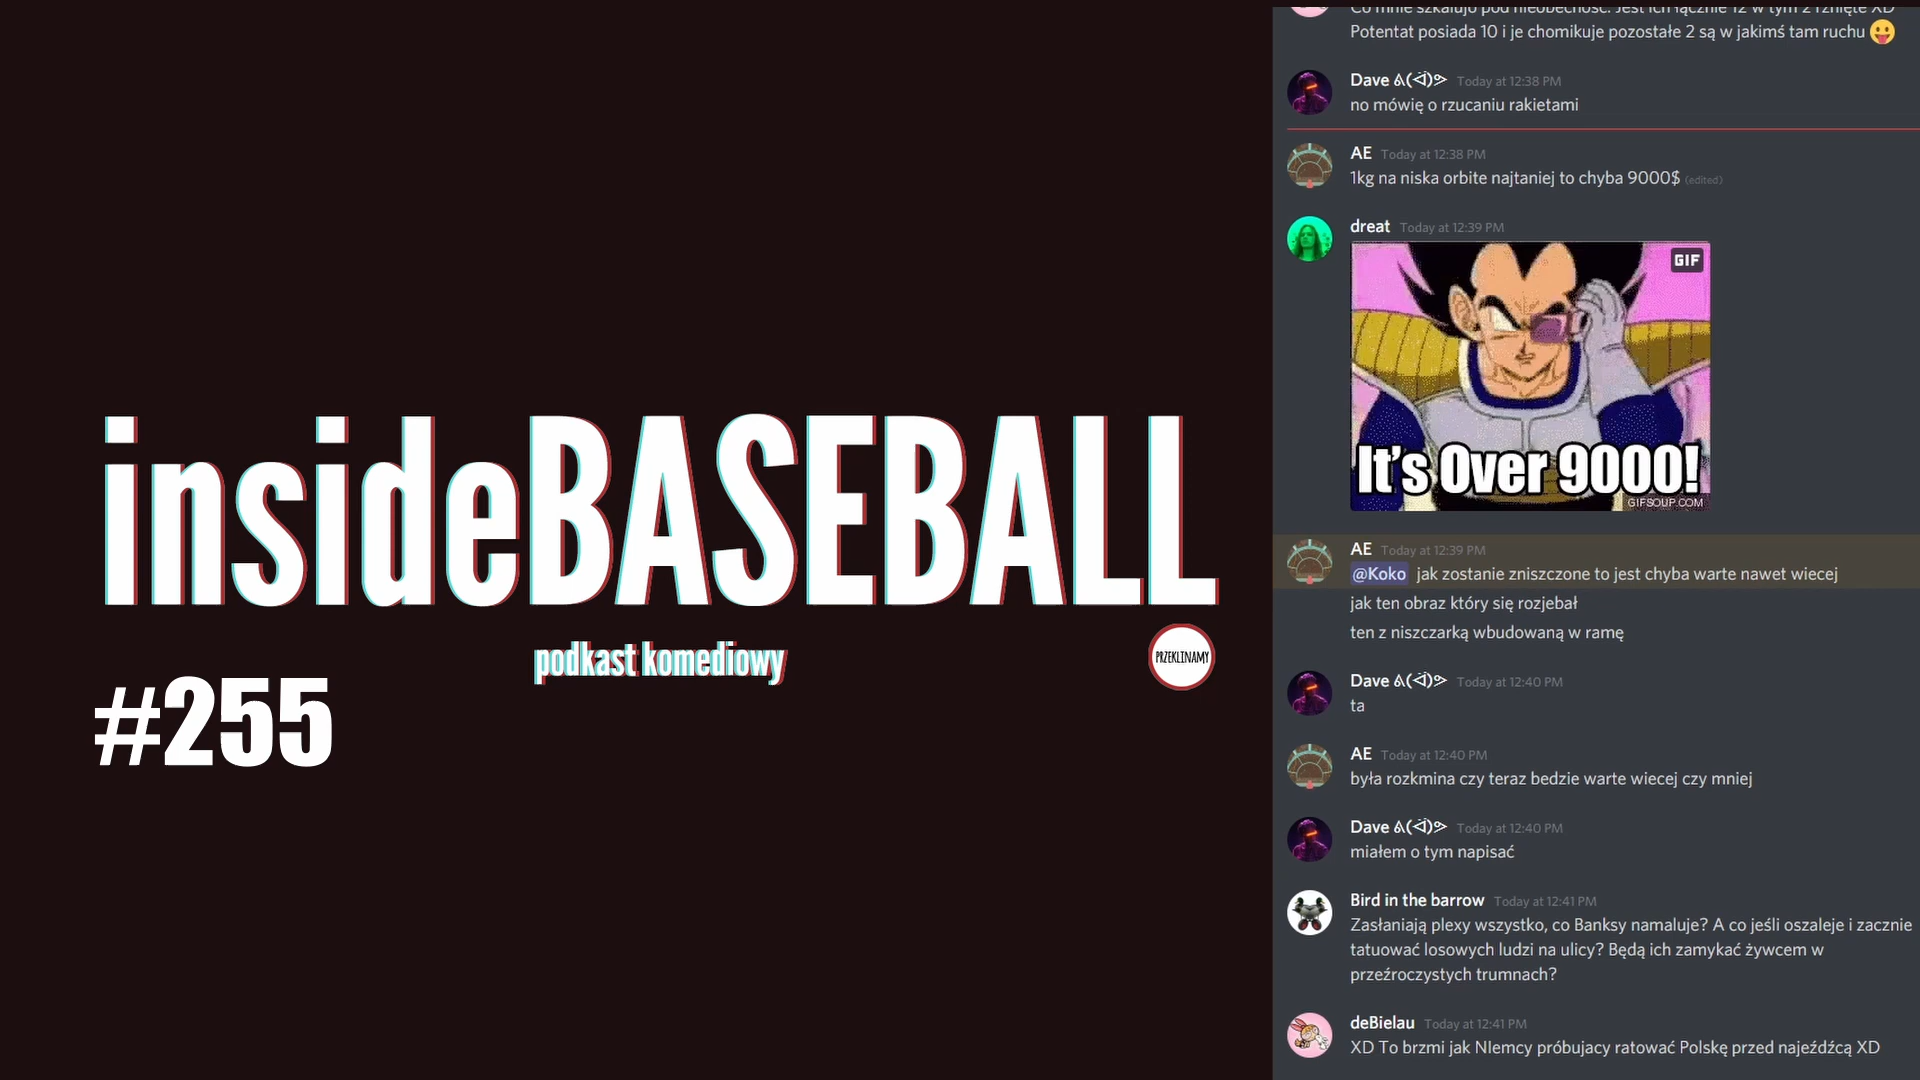 insideBASEBALL
podkast komediowy
PRZEKLINAMY
#255
Co mnie szkalujo pod nieobecność. Jest ich łącznie 12 w tym 2 rżnięte XD
Potentat posiada 10 i je chomikuje pozostałe 2 są w jakimś tam ruchu 😛
Dave ᕕ(ᐛ)ᕗ Today at 12:38 PM
no mówię o rzucaniu rakietami
AE Today at 12:38 PM
1kg na niska orbite najtaniej to chyba 9000$ (edited)
dreat Today at 12:39 PM
GIF
It's Over 9000!
GIFSOUP.COM
AE Today at 12:39 PM
@Koko jak zostanie zniszczone to jest chyba warte nawet wiecej
jak ten obraz który się rozjebał
ten z niszczarką wbudowaną w ramę
Dave ᕕ(ᐛ)ᕗ Today at 12:40 PM
ta
AE Today at 12:40 PM
była rozkmina czy teraz bedzie warte wiecej czy mniej
Dave ᕕ(ᐛ)ᕗ Today at 12:40 PM
miałem o tym napisać
Bird in the barrow Today at 12:41 PM
Zasłaniają plexy wszystko, co Banksy namaluje? A co jeśli oszaleje i zacznie
tatuować losowych ludzi na ulicy? Będą ich zamykać żywcem w
przeźroczystych trumnach?
deBielau Today at 12:41 PM
XD To brzmi jak NIemcy próbujacy ratować Polskę przed najeźdźcą XD